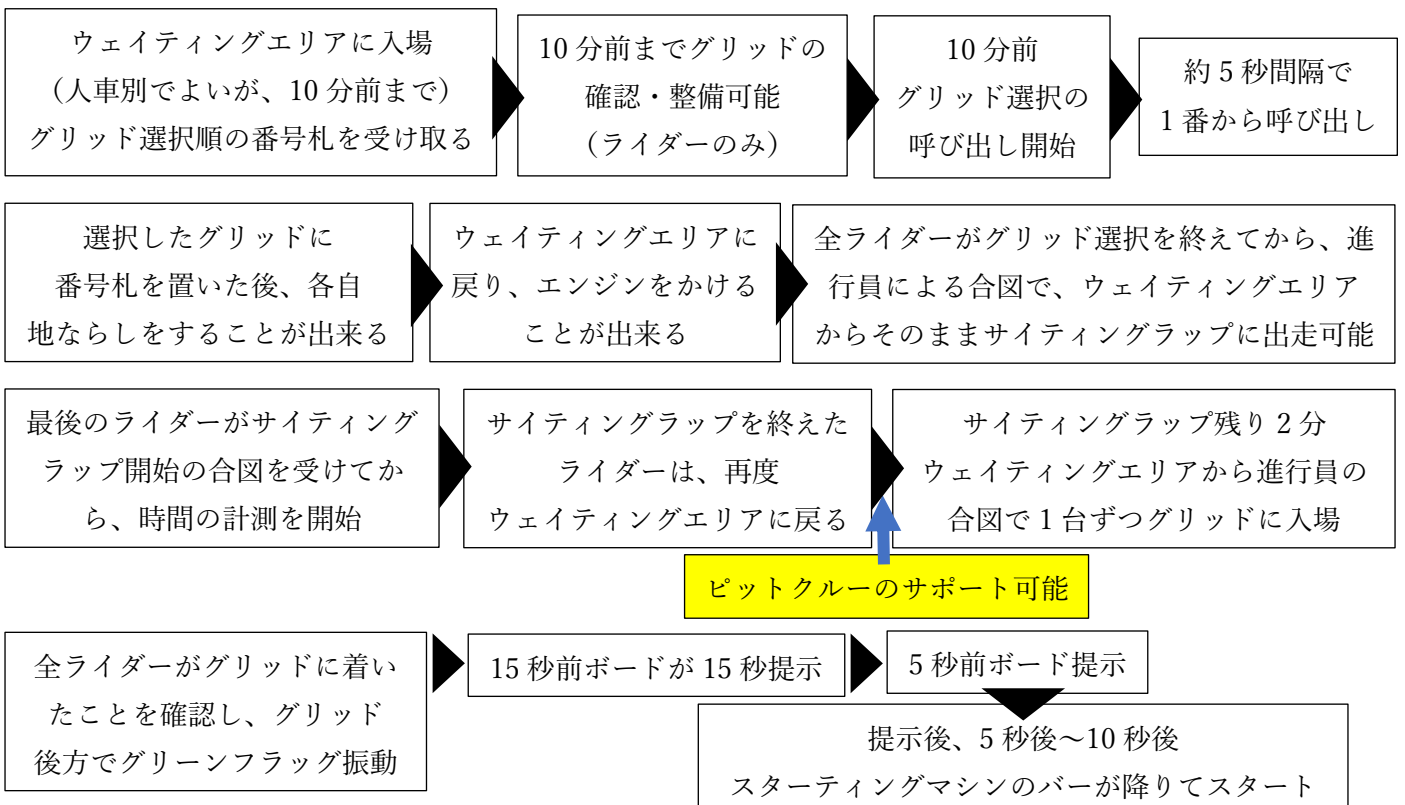 ウェイティングエリアに入場
(人車別でよいが、10分前まで)
グリッド選択順の番号札を受け取る
10分前までグリッドの
確認・整備可能
(ライダーのみ)
10分前
グリッド選択の
呼び出し開始
約5秒間隔で
1番から呼び出し
選択したグリッドに
番号札を置いた後、各自
地ならしをすることが出来る
ウェイティングエリアに
戻り、エンジンをかける
ことが出来る
全ライダーがグリッド選択を終えてから、進
行員による合図で、ウェイティングエリア
からそのままサイティングラップに出走可能
最後のライダーがサイティング
ラップ開始の合図を受けてか
ら、時間の計測を開始
サイティングラップを終えた
ライダーは、再度
ウェイティングエリアに戻る
サイティングラップ残り2分
ウェイティングエリアから進行員の
合図で1台ずつグリッドに入場
ピットクルーのサポート可能
全ライダーがグリッドに着い
たことを確認し、グリッド
後方でグリーンフラッグ振動
15秒前ボードが15秒提示
5秒前ボード提示
提示後、5秒後~10秒後
スターティングマシンのバーが降りてスタート